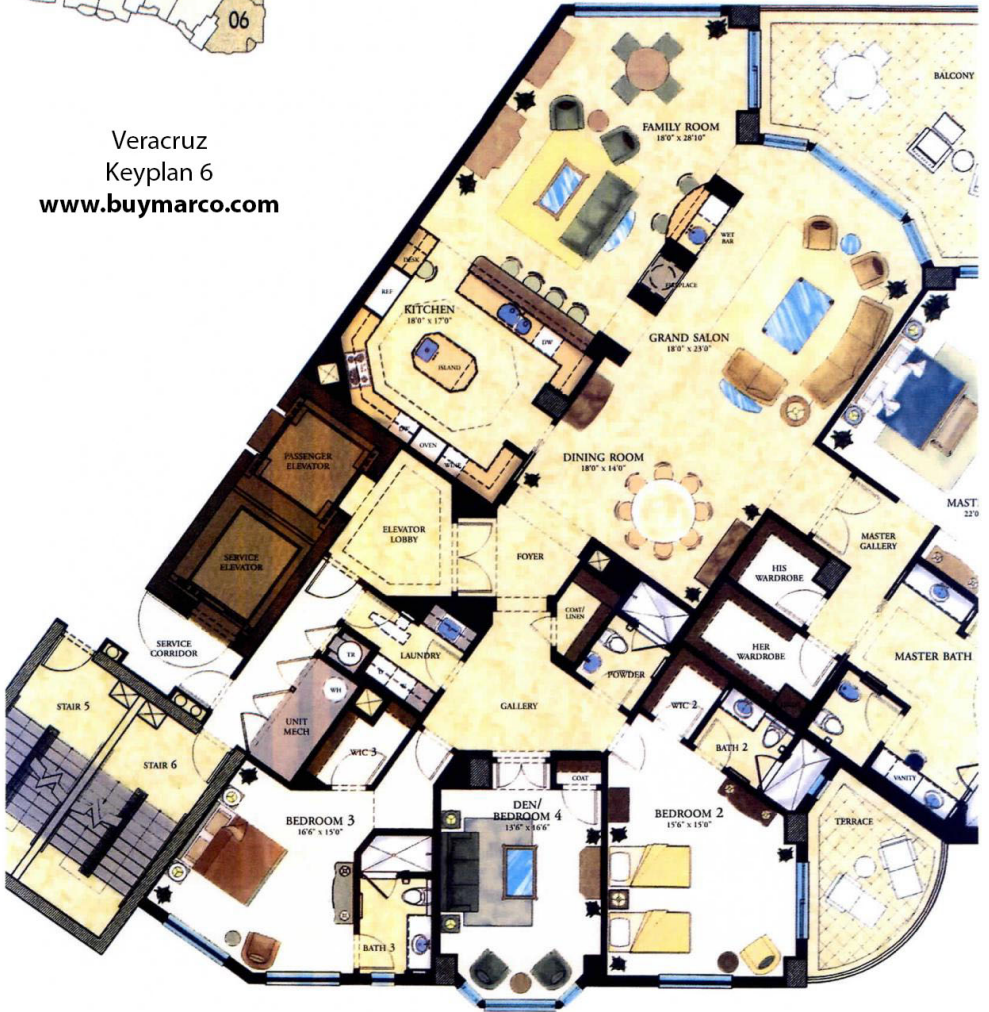 06
Veracruz
Keyplan 6
www.buymarco.com
BALCONY
FAMILY ROOM
18'0" x 28'10"
WET
BAR
DESK
REF
FIREPLACE
KITCHEN
18'0" x 17'0"
DW
ISLAND
GRAND SALON
18'0" x 23'0"
OVEN
WINE
PASSENGER
ELEVATOR
DINING ROOM
18'0" x 14'0"
MAST
22'0
ELEVATOR
LOBBY
FOYER
MASTER
GALLERY
SERVICE
ELEVATOR
HIS
WARDROBE
COAT/
LINEN
SERVICE
CORRIDOR
LAUNDRY
TR
WH
D
POWDER
HER
WARDROBE
MASTER BATH
STAIR 5
GALLERY
WIC 2
UNIT
MECH
WIC 3
BATH 2
STAIR 6
COAT
VANITY
DEN/
BEDROOM 4
13'6" x 16'6"
BEDROOM 3
16'6" x 15'0"
BEDROOM 2
15'6" x 15'0"
TERRACE
BATH 3